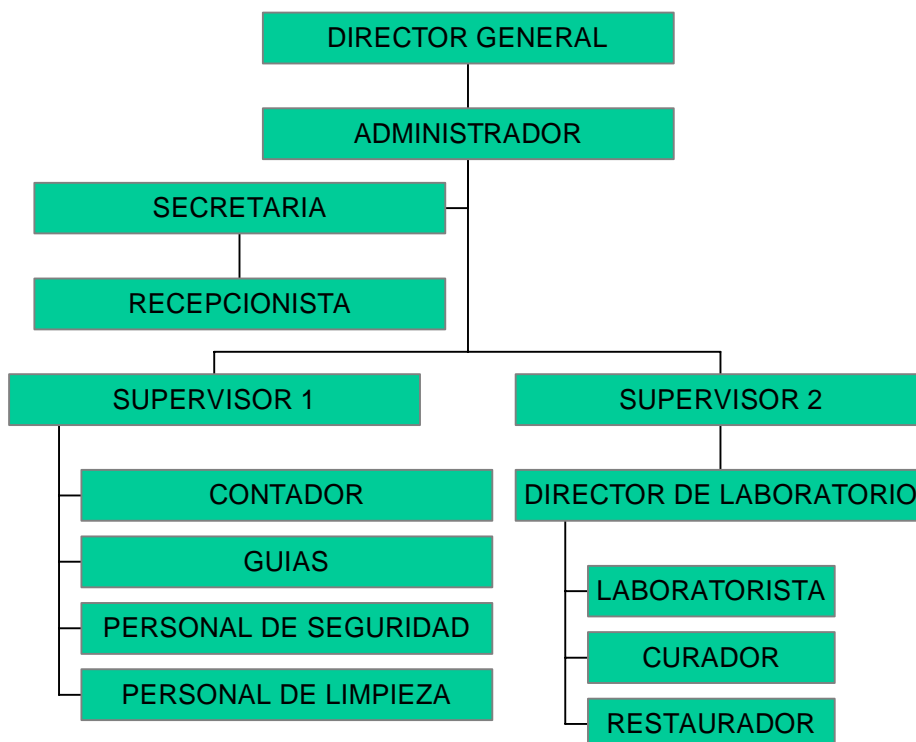 DIRECTOR GENERAL
ADMINISTRADOR
SECRETARIA
RECEPCIONISTA
SUPERVISOR 1
CONTADOR
GUIAS
PERSONAL DE SEGURIDAD
PERSONAL DE LIMPIEZA
SUPERVISOR 2
DIRECTOR DE LABORATORIO
LABORATORISTA
CURADOR
RESTAURADOR